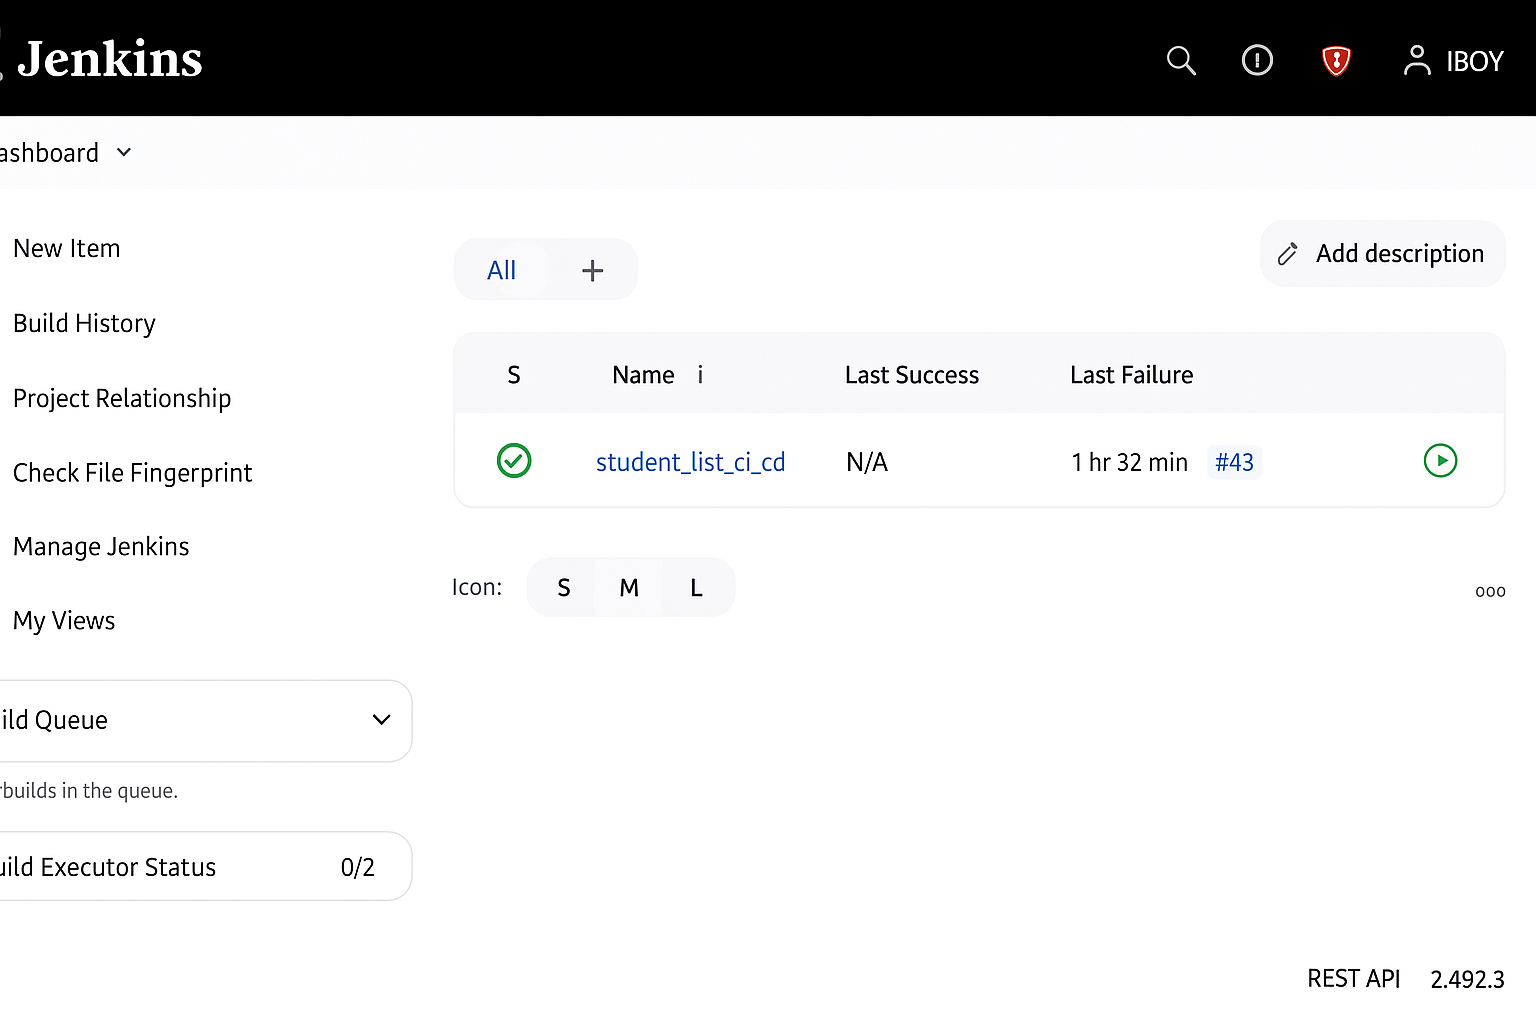 Jenkins
IBOY
ashboard
New Item
Build History
Project Relationship
Check File Fingerprint
Manage Jenkins
My Views
ild Queue
builds in the queue.
uild Executor Status 0/2
All +
Add description
S Name i Last Success Last Failure
student_list_ci_cd N/A 1 hr 32 min #43
Icon: S M L
REST API 2.492.3